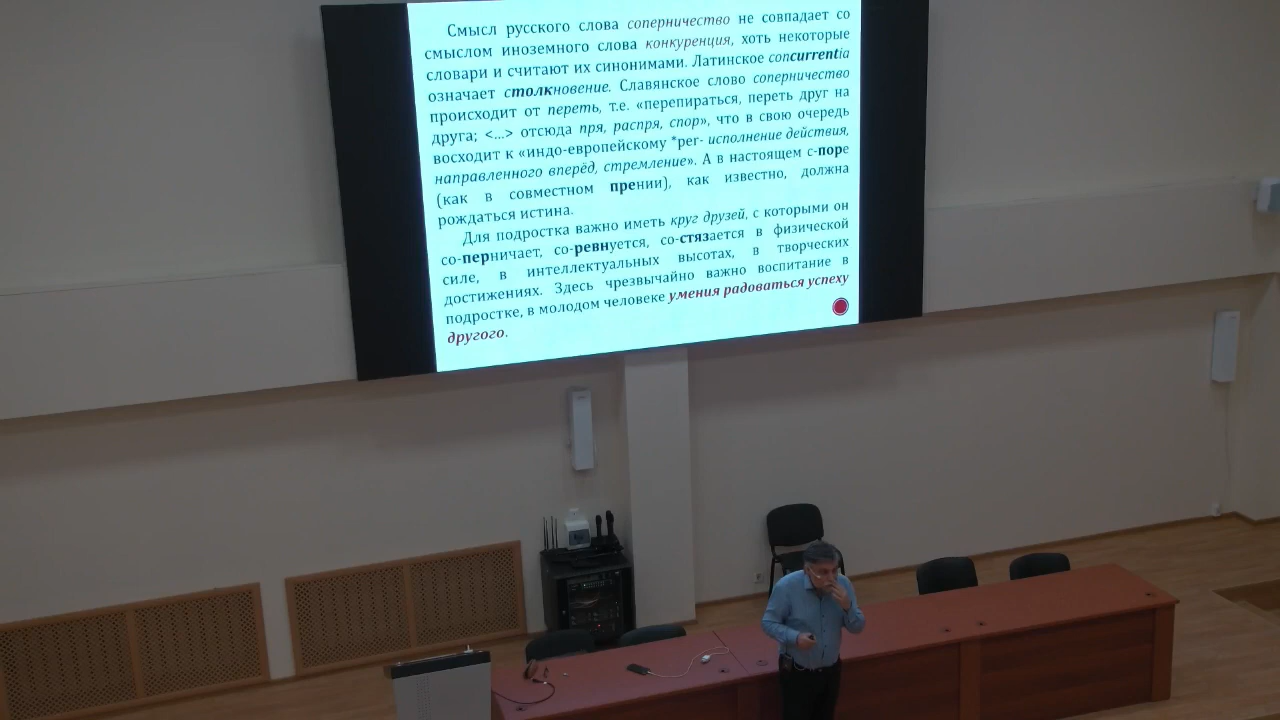 Смысл русского слова соперничество не совпадает со
смыслом иноземного слова конкуренция, хоть некоторые
словари и считают их синонимами. Латинское concurrentia
означает столкновение. Славянское слово соперничество
происходит от переть, т.е. «перепираться, переть друг на
друга; <...> отсюда пря, распря, спор», что в свою очередь
восходит к «индо-европейскому *per- исполнение действия,
направленного вперёд, стремление». А в настоящем с-поре
(как в совместном прении), как известно, должна
рождаться истина.
Для подростка важно иметь круг друзей, с которыми он
со-перничает, со-ревнуется, со-стязается в физической
силе, в интеллектуальных высотах, в творческих
достижениях. Здесь чрезвычайно важно воспитание в
подростке, в молодом человеке умения радоваться успеху
другого.